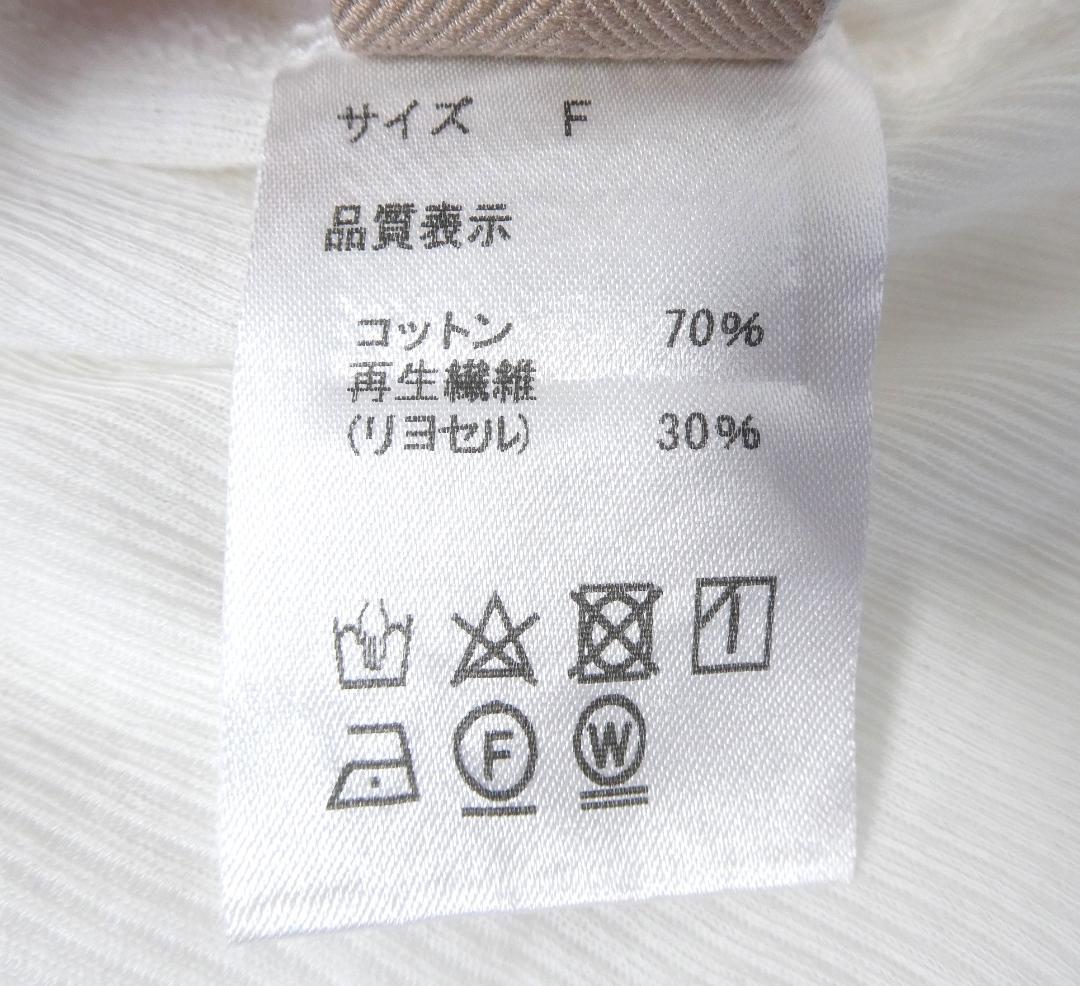 サイズ F
品質表示
コットン 70%
再生繊維
(リヨセル) 30%
F W